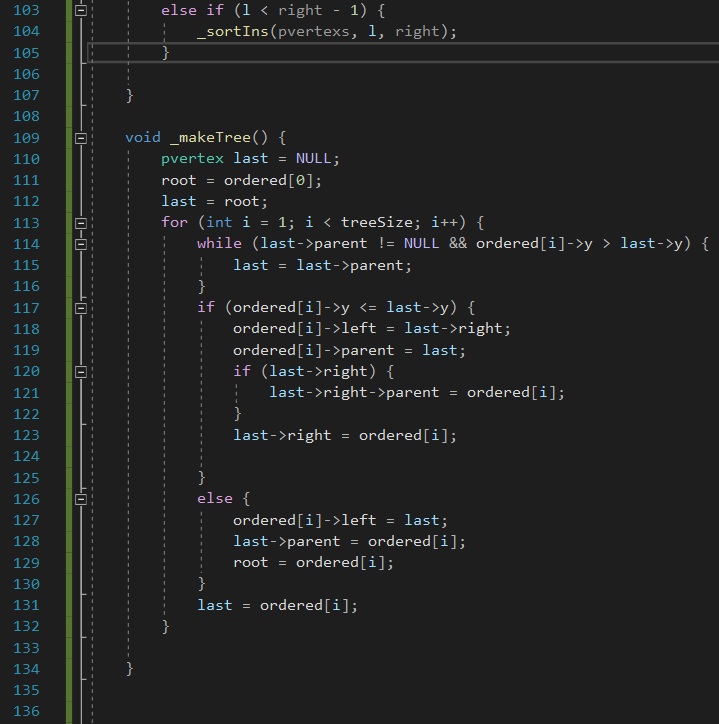 103 else if (l < right - 1) {
104 _sortIns(pvertexs, l, right);
105 }
106
107 }
108
109 void _makeTree() {
110 pvertex last = NULL;
111 root = ordered[0];
112 last = root;
113 for (int i = 1; i < treeSize; i++) {
114 while (last->parent != NULL && ordered[i]->y > last->y) {
115 last = last->parent;
116 }
117 if (ordered[i]->y <= last->y) {
118 ordered[i]->left = last->right;
119 ordered[i]->parent = last;
120 if (last->right) {
121 last->right->parent = ordered[i];
122 }
123 last->right = ordered[i];
124
125 }
126 else {
127 ordered[i]->left = last;
128 last->parent = ordered[i];
129 root = ordered[i];
130 }
131 last = ordered[i];
132 }
133
134 }
135
136